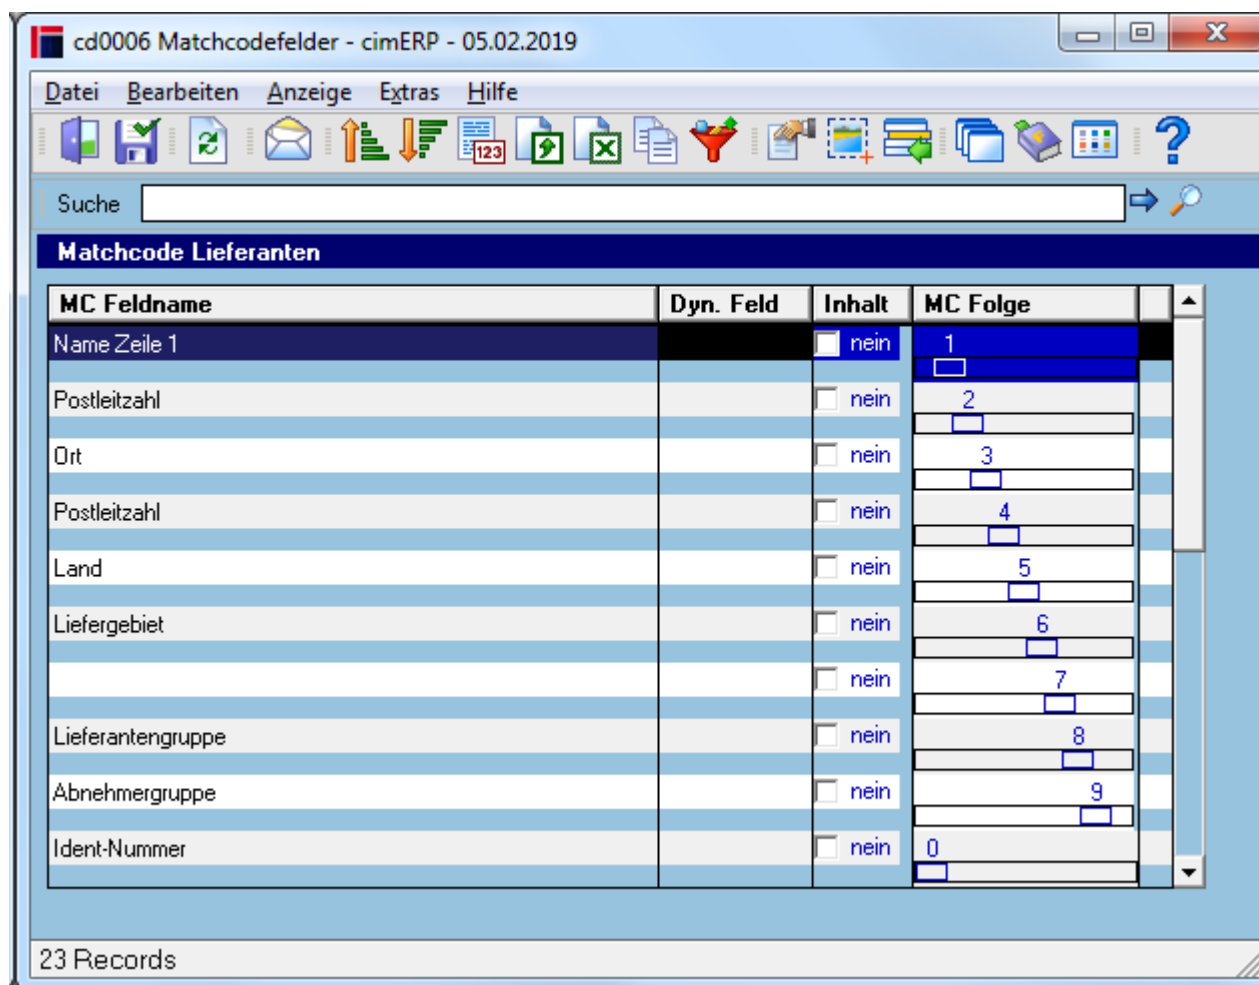 cd0006 Matchcodefelder - cimERP - 05.02.2019
Datei Bearbeiten Anzeige Extras Hilfe
123
Suche
Matchcode Lieferanten
MC Feldname Dyn. Feld Inhalt MC Folge
Name Zeile 1 nein 1
Postleitzahl nein 2
Ort nein 3
Postleitzahl nein 4
Land nein 5
Liefergebiet nein 6
nein 7
Lieferantengruppe nein 8
Abnehmergruppe nein 9
Ident-Nummer nein 0
23 Records